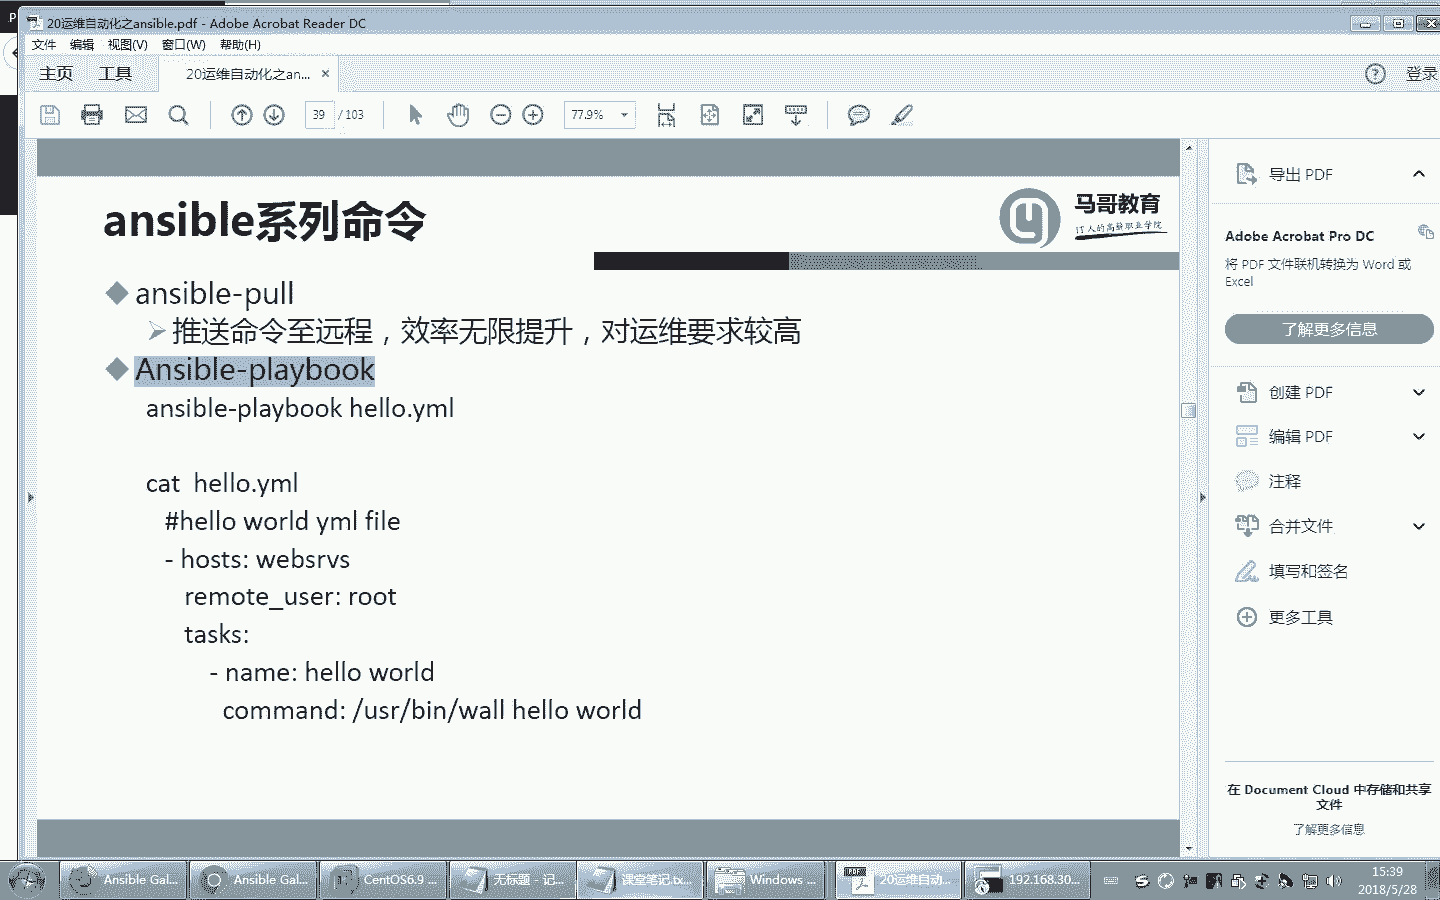 20运维自动化之ansible.pdf - Adobe Acrobat Reader DC
文件 编辑 视图(V) 窗口(W) 帮助(H)
主页 工具 20运维自动化之an... ×
登录
39 / 103
77.9%
ansible系列命令
马哥教育
IT人的高薪职业学院
ansible-pull
推送命令至远程，效率无限提升，对运维要求较高
Ansible-playbook
ansible-playbook hello.yml
cat hello.yml
#hello world yml file
- hosts: websrvs
remote_user: root
tasks:
- name: hello world
command: /usr/bin/wall hello world
导出 PDF
Adobe Acrobat Pro DC
将 PDF 文件联机转换为 Word 或
Excel
了解更多信息
创建 PDF
编辑 PDF
注释
合并文件
填写和签名
更多工具
在 Document Cloud 中存储和共享
文件
了解更多信息
Ansible Gal...
Ansible Gal...
CentOS6.9 ...
无标题 - 记...
课堂笔记.tx...
Windows ...
20运维自动...
192.168.30...
15:39
2018/5/28